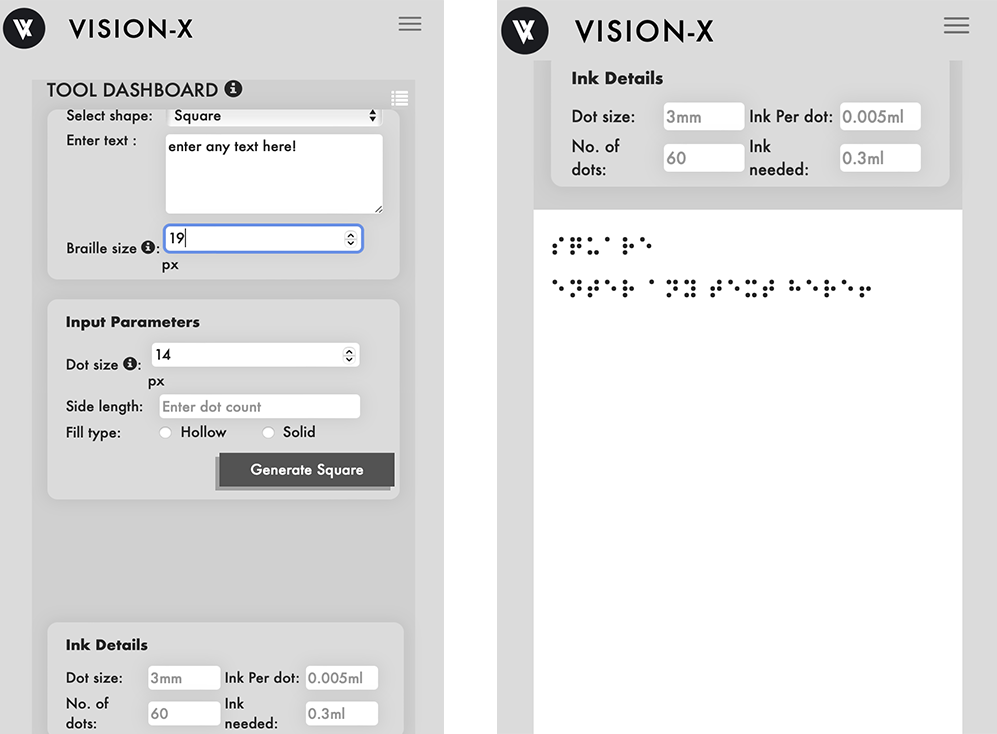 VISION-X
TOOL DASHBOARD
Select shape: Square
Enter text : enter any text here!
Braille size : 19
px
Input Parameters
Dot size : 14
px
Side length: Enter dot count
Fill type: Hollow Solid
Generate Square
Ink Details
Dot size: 3mm Ink Per dot: 0.005ml
No. of dots: 60 Ink needed: 0.3ml
VISION-X
Ink Details
Dot size: 3mm Ink Per dot: 0.005ml
No. of dots: 60 Ink needed: 0.3ml
⠎⠟⠥⠁⠗⠑
⠑⠝⠞⠑⠗ ⠁⠝⠽ ⠞⠑⠭⠞ ⠓⠑⠗⠑⠖